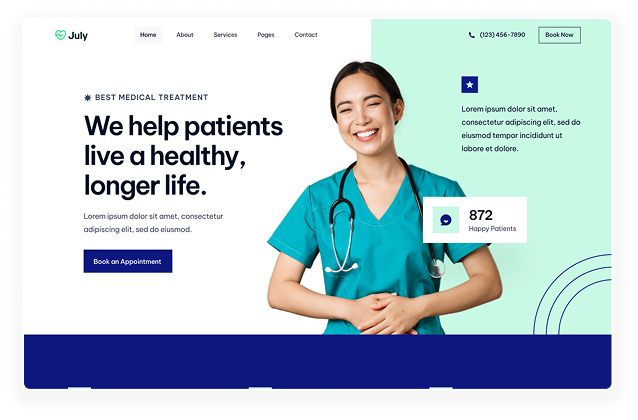 July
Home
About
Services
Pages
Contact
(123) 456-7890
Book Now
BEST MEDICAL TREATMENT
We help patients
live a healthy,
longer life.
Lorem ipsum dolor sit amet, consectetur
adipiscing elit, sed do eiusmod.
Book an Appointment
Lorem ipsum dolor sit amet,
consectetur adipiscing elit, sed do
eiusmod tempor incididunt ut
labore et dolore.
872
Happy Patients